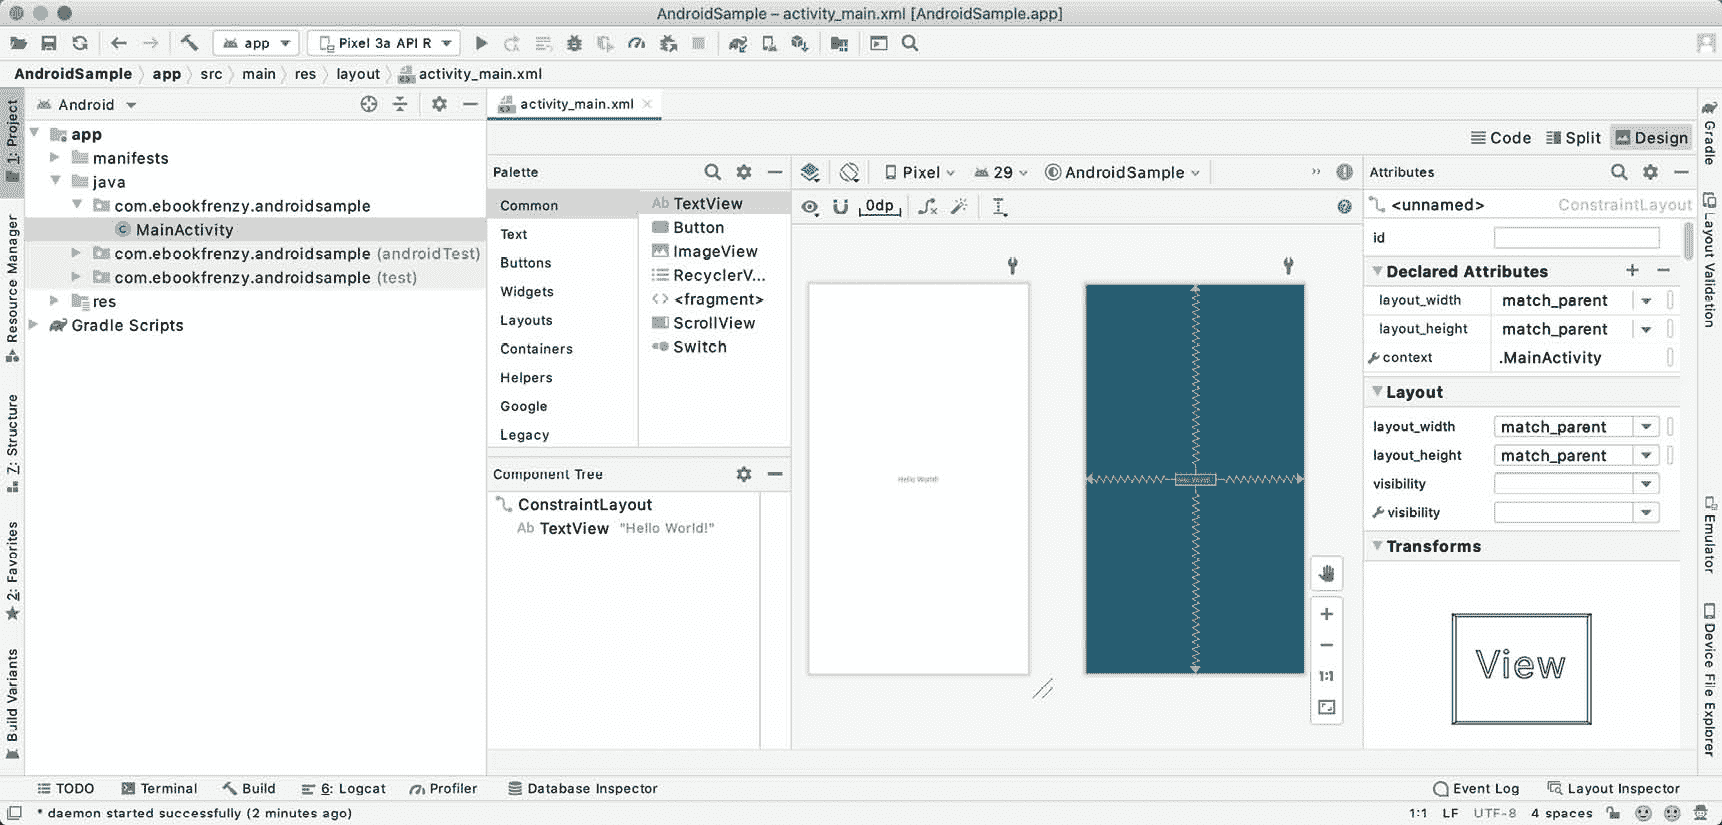 AndroidSample – activity_main.xml [AndroidSample.app]
app
Pixel 3a API R
AndroidSample
app
src
main
res
layout
activity_main.xml
1: Project
Resource Manager
7: Structure
2: Favorites
Build Variants
Android
app
manifests
java
com.ebookfrenzy.androidsample
MainActivity
com.ebookfrenzy.androidsample (androidTest)
com.ebookfrenzy.androidsample (test)
res
Gradle Scripts
activity_main.xml
Code
Split
Design
Palette
Common
Text
Buttons
Widgets
Layouts
Containers
Helpers
Google
Legacy
Ab TextView
Button
ImageView
RecyclerV...
<fragment>
ScrollView
Switch
Component Tree
ConstraintLayout
Ab TextView "Hello World!"
Pixel
29
AndroidSample
0dp
Hello World!
Hello World!
1:1
Attributes
<unnamed> ConstraintLayout
id
Declared Attributes
layout_width match_parent
layout_height match_parent
context .MainActivity
Layout
layout_width match_parent
layout_height match_parent
visibility
visibility
Transforms
View
Gradle
Layout Validation
Emulator
Device File Explorer
TODO
Terminal
Build
6: Logcat
Profiler
Database Inspector
Event Log
Layout Inspector
* daemon started successfully (2 minutes ago)
1:1 LF UTF-8 4 spaces